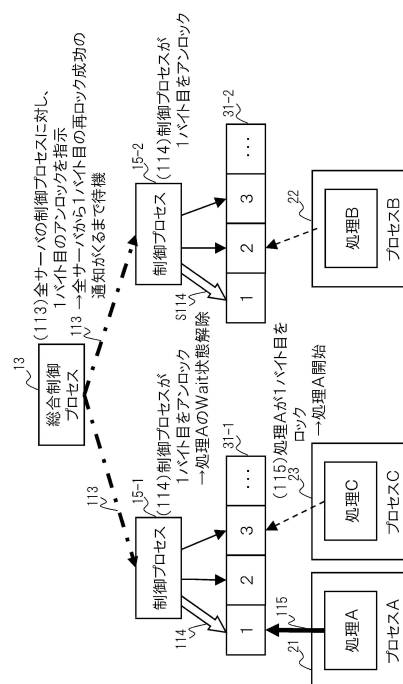 13
総合制御
プロセス
(113)全サーバの制御プロセスに対し、
1バイト目のアンロックを指示
→全サーバから1バイト目の再ロック成功の
通知がくるまで待機
113
113
15-1
制御プロセス
(114)制御プロセスが
1バイト目をアンロック
→処理AのWait状態解除
114
31-1
1
2
3
...
(115)処理Aが1バイト目を
ロック
→処理A開始
115
21
処理A
プロセスA
23
処理C
プロセスC
15-2
制御プロセス
(114)制御プロセスが
1バイト目をアンロック
S114
31-2
1
2
3
...
22
処理B
プロセスB